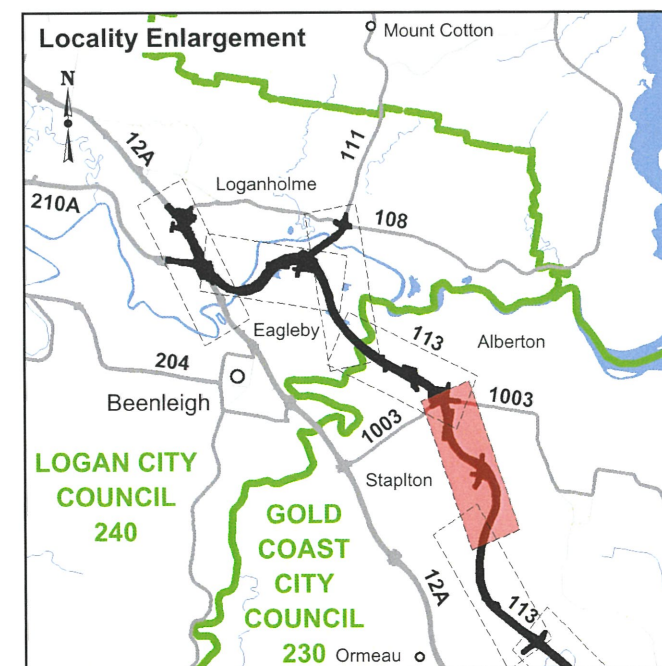 Locality Enlargement
Mount Cotton
N
12A
111
Loganholme
210A
108
Eagleby
113
Alberton
204
1003
Beenleigh
1003
LOGAN CITY
COUNCIL
240
Staplton
GOLD
COAST
CITY
COUNCIL
230
12A
113
Ormeau